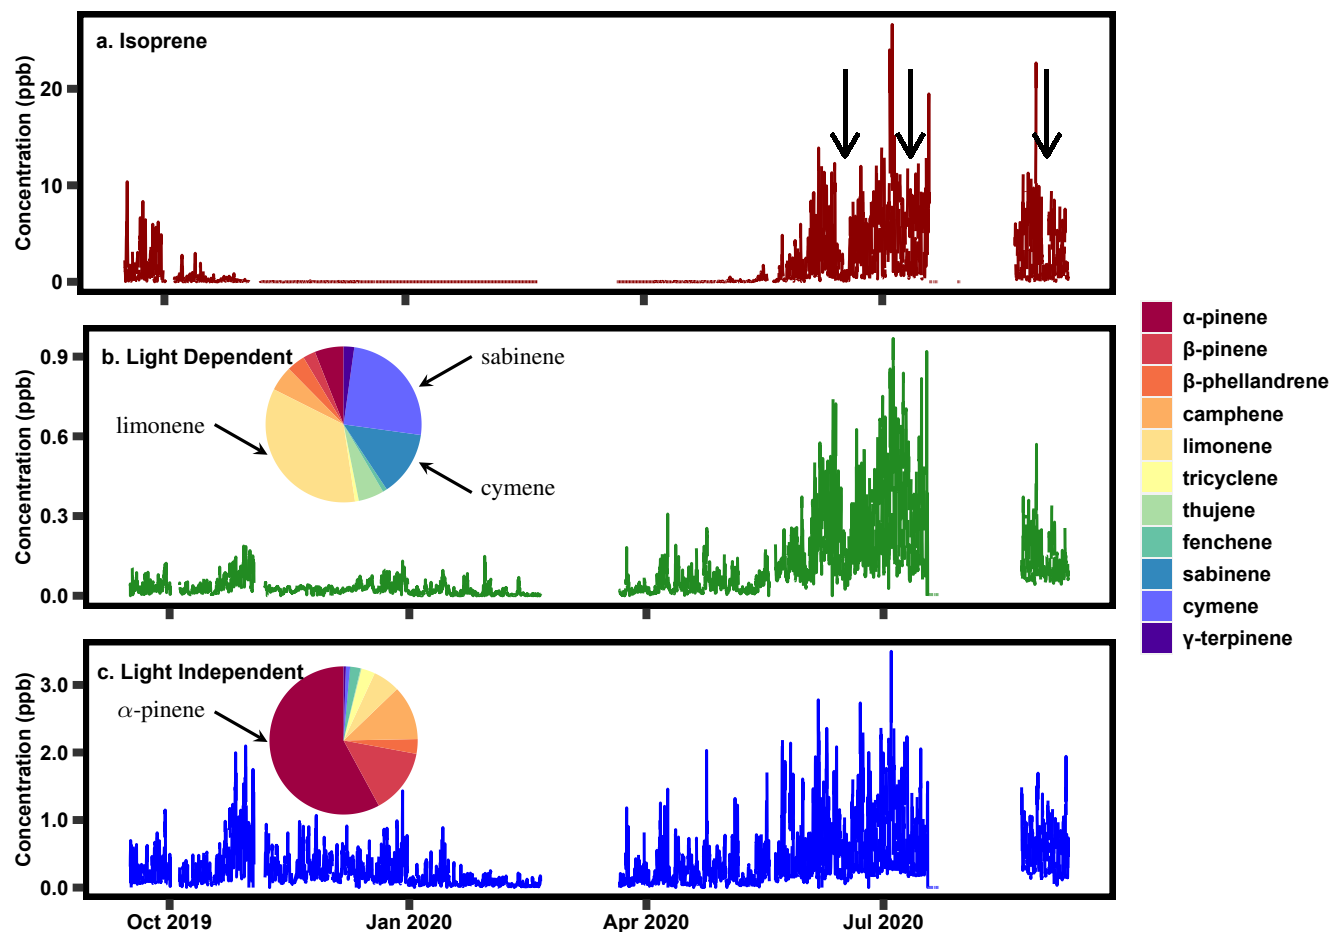 a. Isoprene
Concentration (ppb)
20
10
0
b. Light Dependent
sabinene
limonene
cymene
Concentration (ppb)
0.9
0.6
0.3
0.0
c. Light Independent
α-pinene
Concentration (ppb)
3.0
2.0
1.0
0.0
Oct 2019 Jan 2020 Apr 2020 Jul 2020
α-pinene
β-pinene
β-phellandrene
camphene
limonene
tricyclene
thujene
fenchene
sabinene
cymene
γ-terpinene